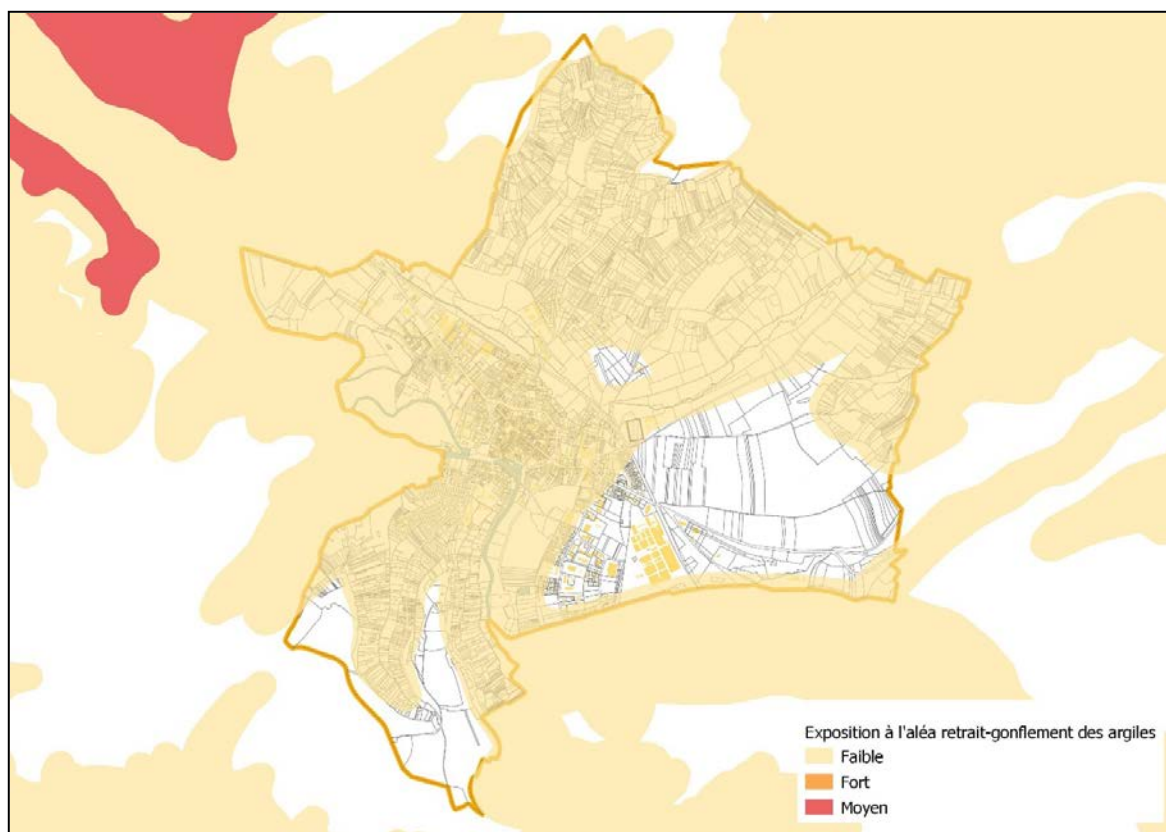 Exposition à l'aléa retrait-gonflement des argiles
Faible
Fort
Moyen